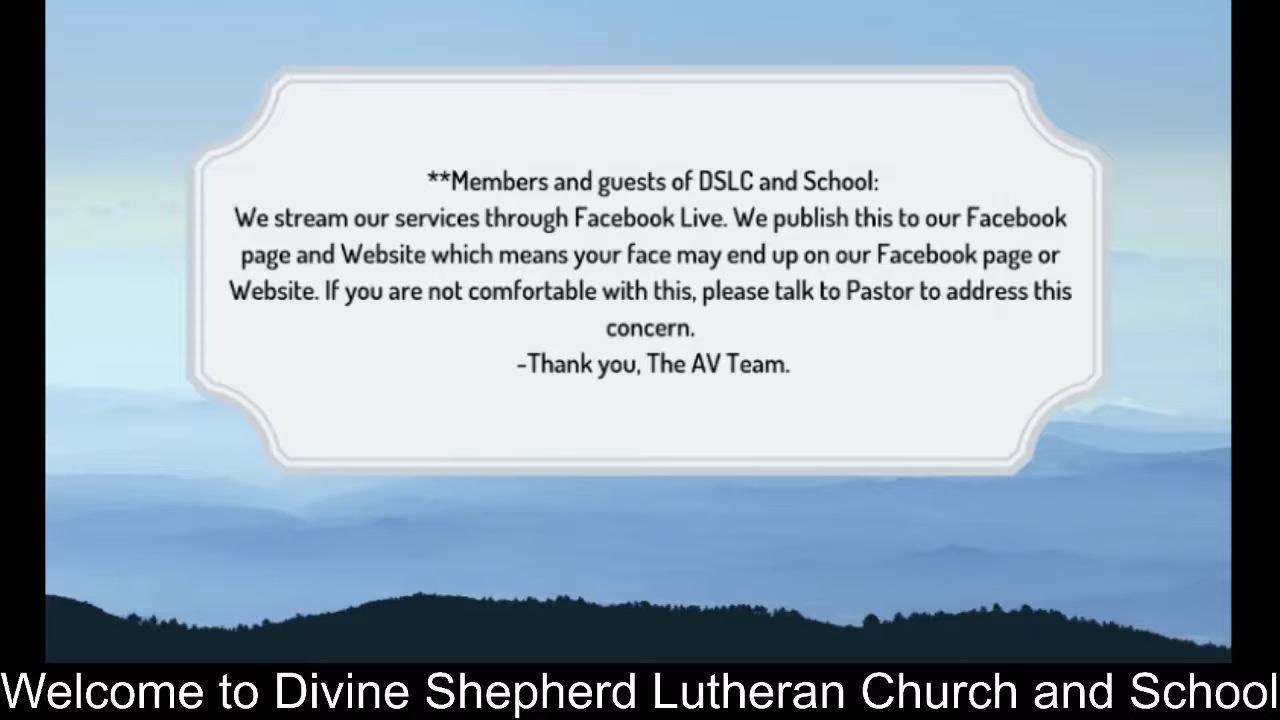 **Members and guests of DSLC and School:
We stream our services through Facebook Live. We publish this to our Facebook
page and Website which means your face may end up on our Facebook page or
Website. If you are not comfortable with this, please talk to Pastor to address this
concern.
-Thank you, The AV Team.
Welcome to Divine Shepherd Lutheran Church and School